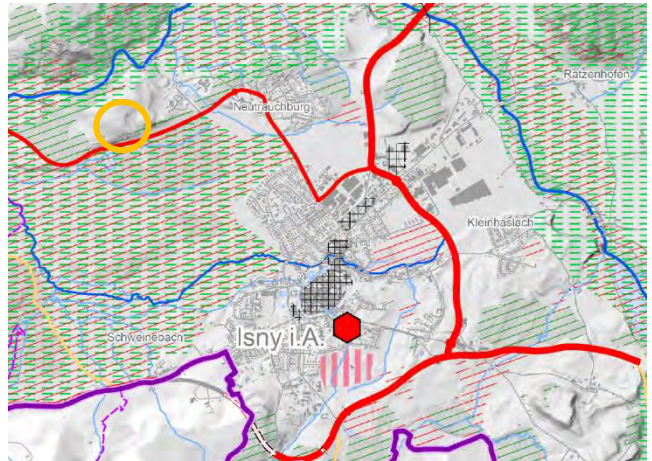 Ratzenhofen
Neutrauchburg
Kleinhaslach
Schweinebach
Isny i.A.